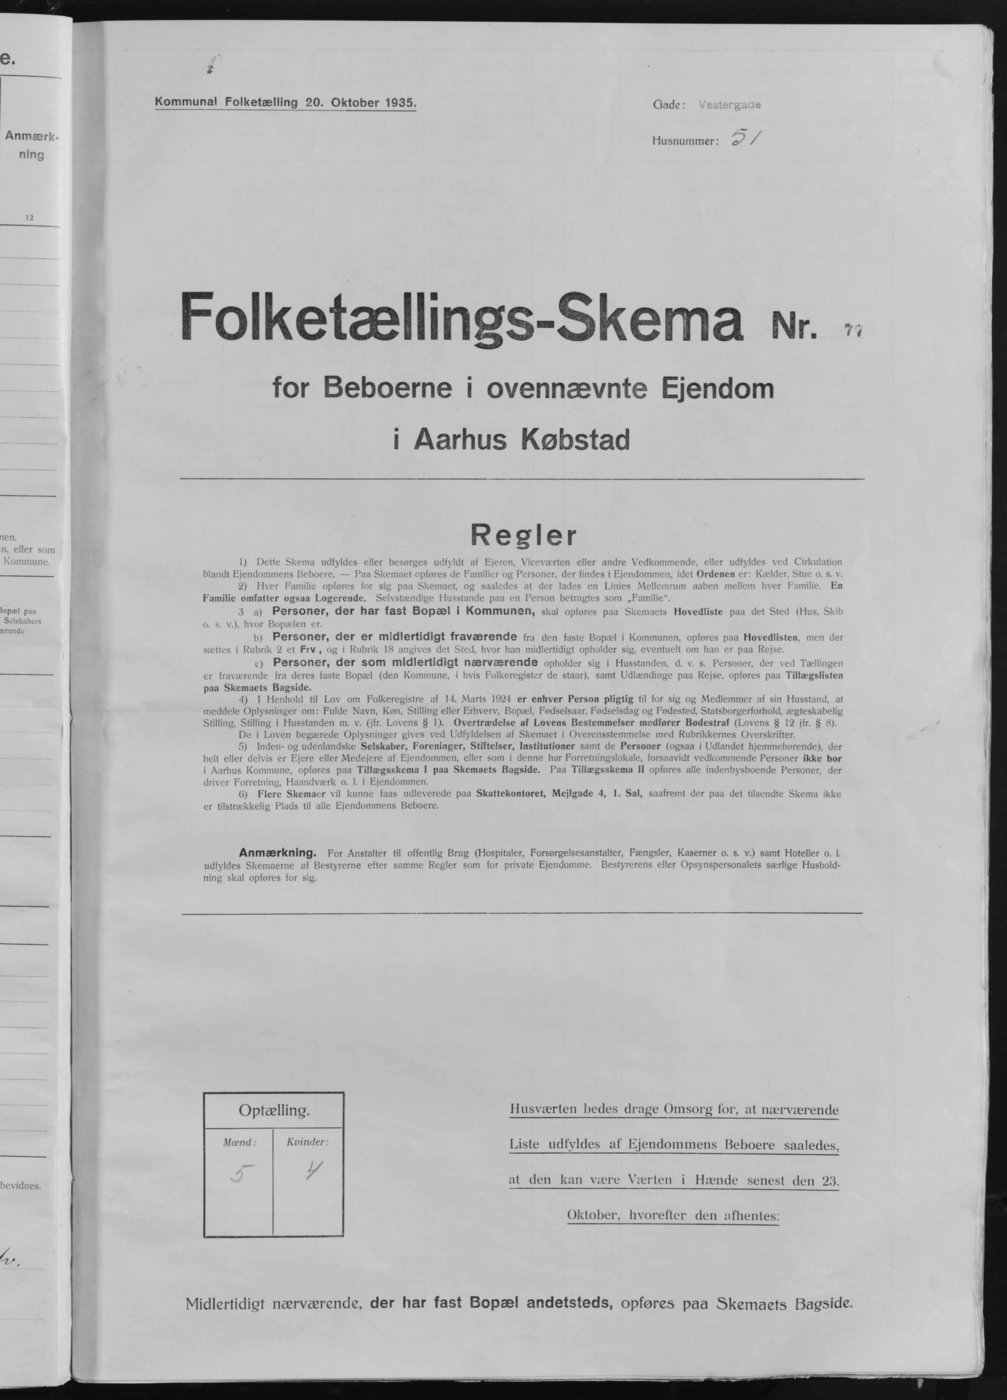 e.
Anmærk-
ning
12
nen.
n, eller som
Kommune.
Bopæl paa
Selskabers
ærende
bevidnes.
Kommunal Folketælling 20. Oktober 1935.
Gade: Vestergade
Husnummer: 51
Folketællings-Skema Nr.
for Beboerne i ovennævnte Ejendom
i Aarhus Købstad
Regler
1) Dette Skema udfyldes eller besørges udfyldt af Ejeren, Viceværten eller andre Vedkommende, eller udfyldes ved Cirkulation
blandt Ejendommens Beboere. — Paa Skemaet opføres de Familier og Personer, der findes i Ejendommen, idet Ordenen er: Kælder, Stue o. s. v.
2) Hver Familie opføres for sig paa Skemaet, og saaledes at der lades en Linies Mellemrum aaben mellem hver Familie. En
Familie omfatter ogsaa Logerende. Selvstændige Husstande paa en Person betragtes som „Familie“.
3 a) Personer, der har fast Bopæl i Kommunen, skal opføres paa Skemaets Hovedliste paa det Sted (Hus, Skib
o. s. v.), hvor Bopælen er.
b) Personer, der er midlertidigt fraværende fra den faste Bopæl i Kommunen, opføres paa Hovedlisten, men der
sættes i Rubrik 2 et Frv., og i Rubrik 18 angives det Sted, hvor han midlertidigt opholder sig, eventuelt om han er paa Rejse.
c) Personer, der som midlertidigt nærværende opholder sig i Husstanden, d. v. s. Personer, der ved Tællingen
er fraværende fra deres faste Bopæl (den Kommune, i hvis Folkeregister de staar), samt Udlændinge paa Rejse, opføres paa Tillægslisten
paa Skemaets Bagside.
4) I Henhold til Lov om Folkeregistre af 14. Marts 1924 er enhver Person pligtig til for sig og Medlemmer af sin Husstand, at
meddele Oplysninger om: Fulde Navn, Køn, Stilling eller Erhverv, Bopæl, Fødselsaar, Fødselsdag og Fødested, Statsborgerforhold, ægteskabelig
Stilling, Stilling i Husstanden m. v. (jfr. Lovens § 1). Overtrædelse af Lovens Bestemmelser medfører Bødestraf (Lovens § 12 jfr. § 8).
De i Loven begærede Oplysninger gives ved Udfyldelsen af Skemaet i Overensstemmelse med Rubrikkernes Overskrifter.
5) Inden- og udenlandske Selskaber, Foreninger, Stiftelser, Institutioner samt de Personer (ogsaa i Udlandet hjemmehørende), der
helt eller delvis er Ejere eller Medejere af Ejendommen, eller som i denne har Forretningslokale, forsaavidt vedkommende Personer ikke bor
i Aarhus Kommune, opføres paa Tillægsskema I paa Skemaets Bagside. Paa Tillægsskema II opføres alle indenbysboende Personer, der
driver Forretning, Haandværk o. l. i Ejendommen.
6) Flere Skemaer vil kunne faas udleverede paa Skattekontoret, Mejlgade 4, 1. Sal, saafremt der paa det tilsendte Skema ikke
er tilstrækkelig Plads til alle Ejendommens Beboere.
Anmærkning. For Anstalter til offentlig Brug (Hospitaler, Forsørgelsesanstalter, Fængsler, Kaserner o. s. v.) samt Hoteller o. l.
udfyldes Skemaerne af Bestyrerne efter samme Regler som for private Ejendomme. Bestyrerens eller Opsynspersonalets særlige Hushold-
ning skal opføres for sig.
Optælling.
Mænd: Kvinder:
5 4
Husværten bedes drage Omsorg for, at nærværende
Liste udfyldes af Ejendommens Beboere saaledes,
at den kan være Værten i Hænde senest den 23.
Oktober, hvorefter den afhentes:
Midlertidigt nærværende, der har fast Bopæl andetsteds, opføres paa Skemaets Bagside.